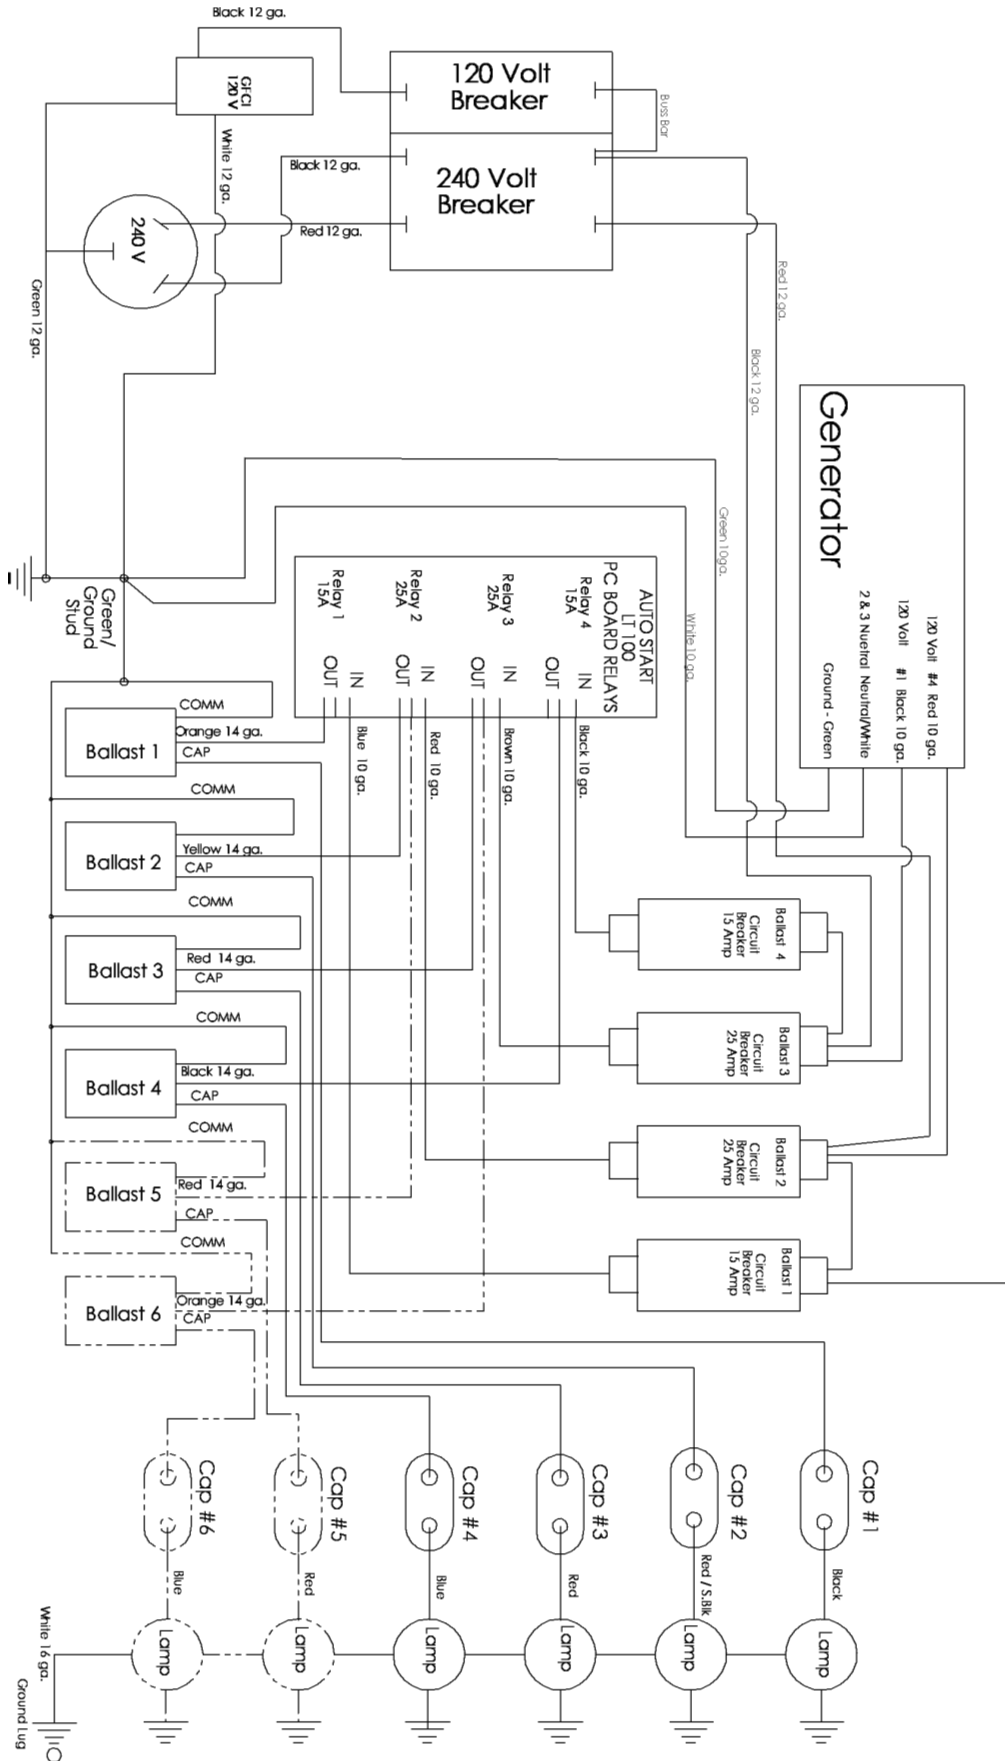 Black 12 ga.
GFCI
120 V
120 Volt
Breaker
Buss Bar
White 12 ga.
Black 12 ga.
240 Volt
Breaker
240 V
Red 12 ga.
Red 12 ga.
Green 12 ga.
Black 12 ga.
Generator
120 Volt #4 Red 10 ga.
120 Volt #1 Black 10 ga.
2 & 3 Nuetral Neutral/White
Ground - Green
Green 10ga.
White 10 ga.
Green/
Ground
Stud
AUTO START
LT 100
PC BOARD RELAYS
Relay 4
15A
Relay 3
25A
Relay 2
25A
Relay 1
15A
IN
OUT
IN
OUT
IN
OUT
IN
OUT
Black 10 ga.
Brown 10 ga.
Red 10 ga.
Blue 10 ga.
COMM
Orange 14 ga.
Ballast 1
CAP
COMM
Yellow 14 ga.
Ballast 2
CAP
COMM
Red 14 ga.
Ballast 3
CAP
COMM
Black 14 ga.
Ballast 4
CAP
COMM
Red 14 ga.
Ballast 5
CAP
COMM
Orange 14 ga.
Ballast 6
CAP
Ballast 4
Circuit
Breaker
15 Amp
Ballast 3
Circuit
Breaker
25 Amp
Ballast 2
Circuit
Breaker
25 Amp
Ballast 1
Circuit
Breaker
15 Amp
Cap #6
Cap #5
Cap #4
Cap #3
Cap #2
Cap #1
Blue
Red
Blue
Red
Red / S.Blk
Black
Lamp
Lamp
Lamp
Lamp
Lamp
Lamp
White 16 ga.
Ground Lug